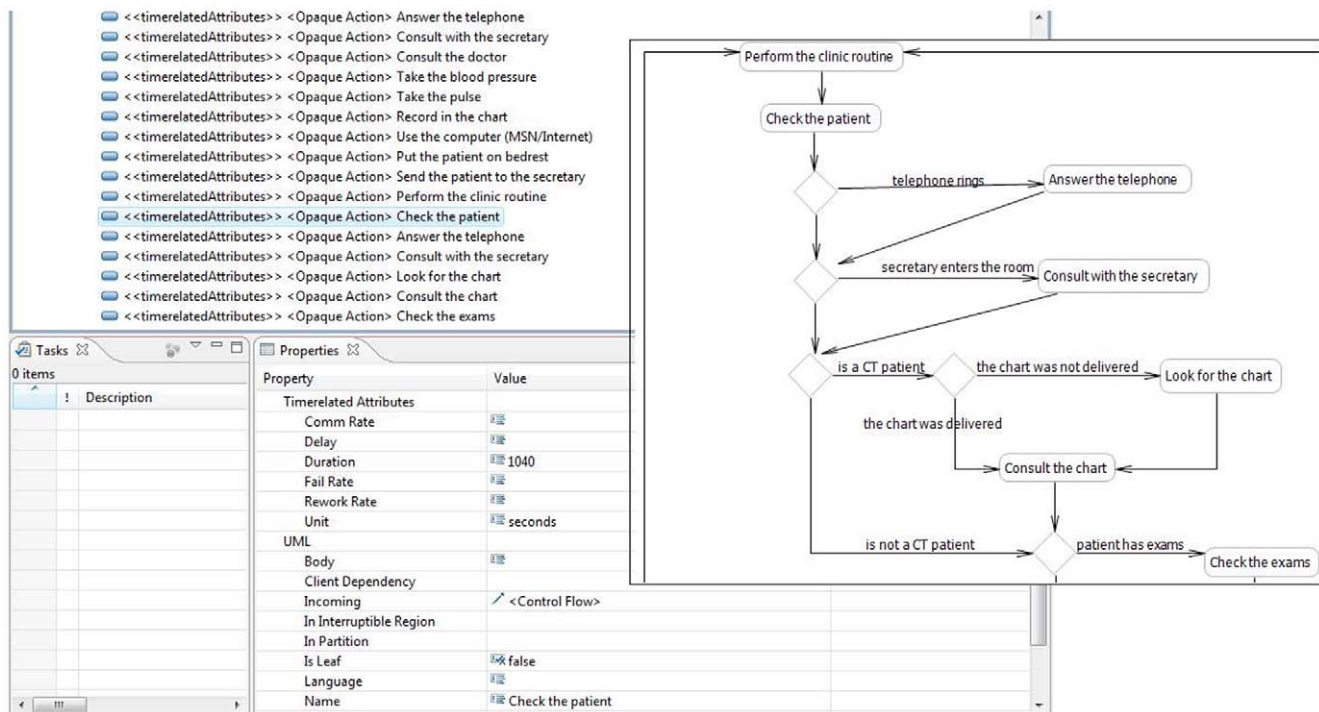 <<timerelatedAttributes>> <Opaque Action> Answer the telephone
<<timerelatedAttributes>> <Opaque Action> Consult with the secretary
<<timerelatedAttributes>> <Opaque Action> Consult the doctor
<<timerelatedAttributes>> <Opaque Action> Take the blood pressure
<<timerelatedAttributes>> <Opaque Action> Take the pulse
<<timerelatedAttributes>> <Opaque Action> Record in the chart
<<timerelatedAttributes>> <Opaque Action> Use the computer (MSN/Internet)
<<timerelatedAttributes>> <Opaque Action> Put the patient on bedrest
<<timerelatedAttributes>> <Opaque Action> Send the patient to the secretary
<<timerelatedAttributes>> <Opaque Action> Perform the clinic routine
<<timerelatedAttributes>> <Opaque Action> Check the patient
<<timerelatedAttributes>> <Opaque Action> Answer the telephone
<<timerelatedAttributes>> <Opaque Action> Consult with the secretary
<<timerelatedAttributes>> <Opaque Action> Look for the chart
<<timerelatedAttributes>> <Opaque Action> Consult the chart
<<timerelatedAttributes>> <Opaque Action> Check the exams
Perform the clinic routine
Check the patient
telephone rings
Answer the telephone
secretary enters the room
Consult with the secretary
is a CT patient
the chart was not delivered
Look for the chart
the chart was delivered
Consult the chart
is not a CT patient
patient has exams
Check the exams
Tasks
0 items
! Description
Properties
Property Value
Timerelated Attributes
Comm Rate
Delay
Duration 1040
Fail Rate
Rework Rate
Unit seconds
UML
Body
Client Dependency
Incoming <Control Flow>
In Interruptible Region
In Partition
Is Leaf false
Language
Name Check the patient